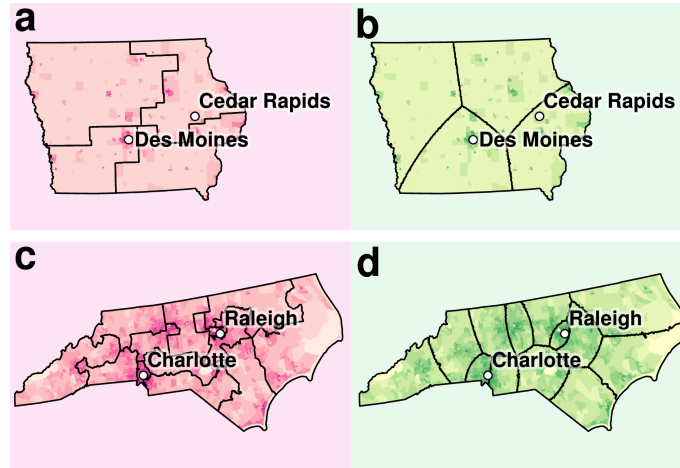 a
Cedar Rapids
Des Moines
b
Cedar Rapids
Des Moines
c
Raleigh
Charlotte
d
Raleigh
Charlotte